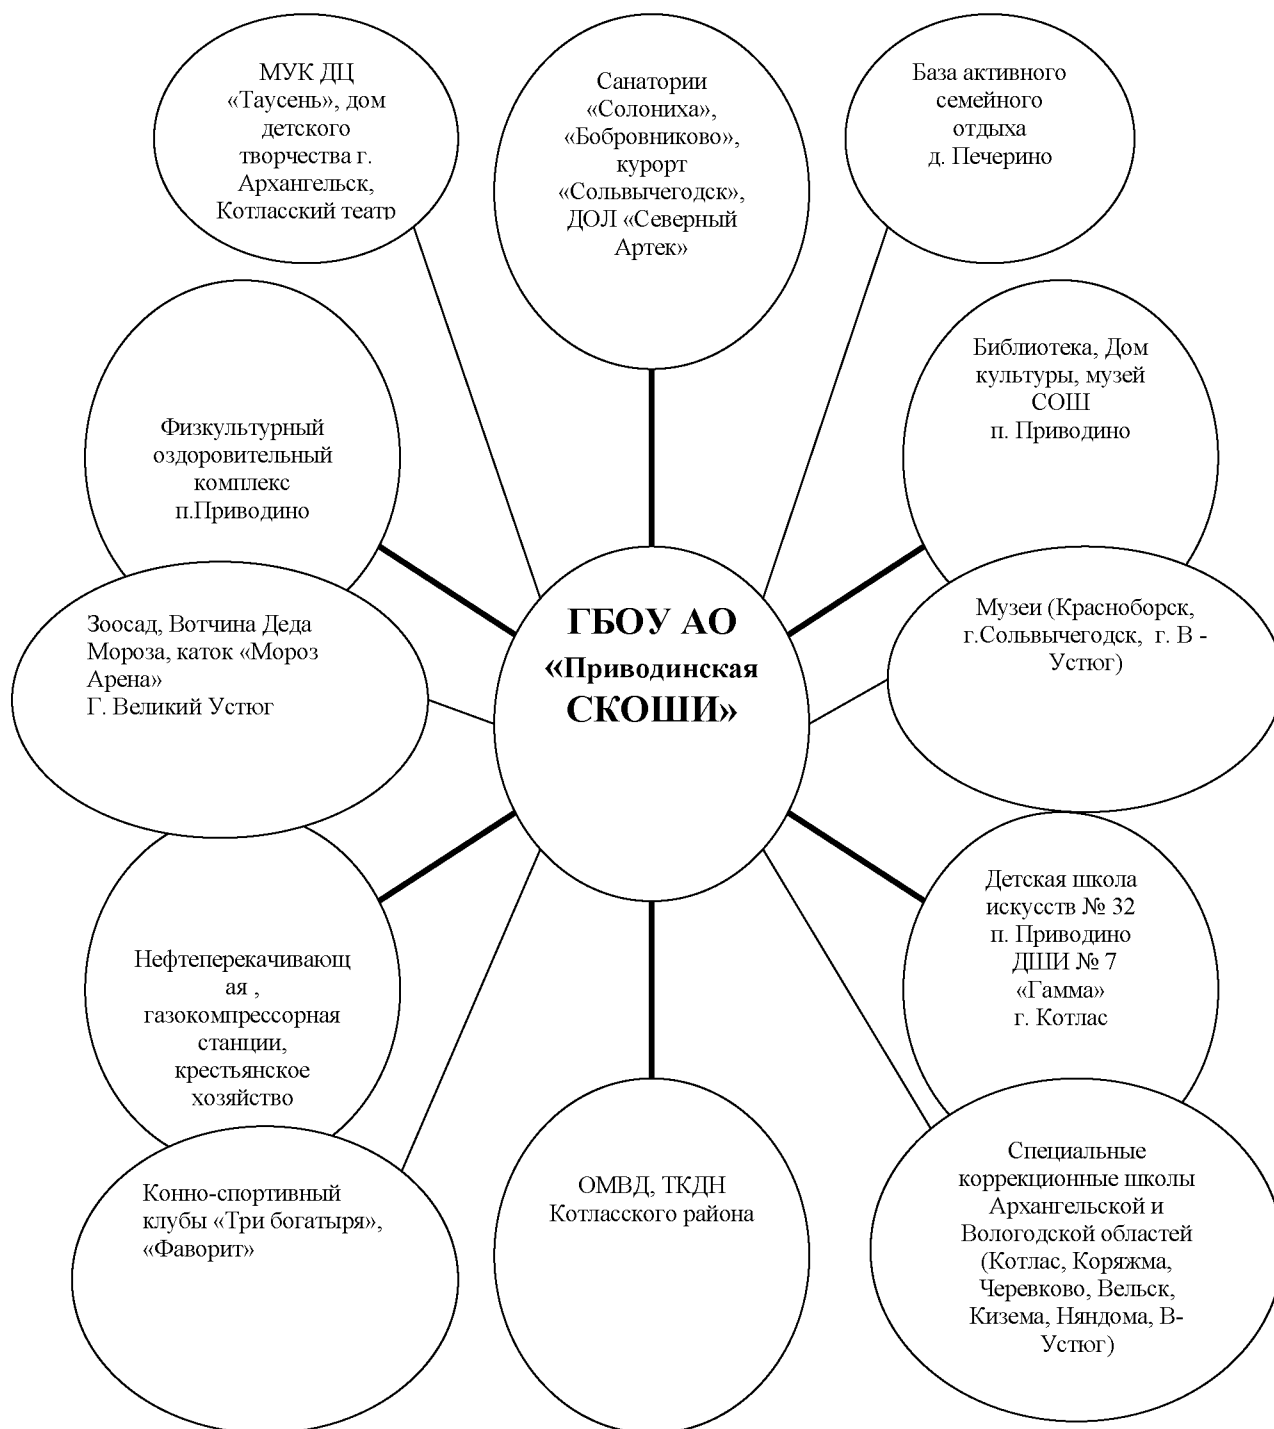 МУК ДЦ
«Таусень», дом
детского
творчества г.
Архангельск,
Котласский театр
Санатории
«Солониха»,
«Бобровниково»,
курорт
«Сольвычегодск»,
ДОЛ «Северный
Артек»
База активного
семейного
отдыха
д. Печерино
Физкультурный
оздоровительный
комплекс
п.Приводино
Библиотека, Дом
культуры, музей
СОШ
п. Приводино
Зоосад, Вотчина Деда
Мороза, каток «Мороз
Арена»
Г. Великий Устюг
ГБОУ АО
«Приводинская
СКОШИ»
Музеи (Красноборск,
г.Сольвычегодск, г. В -
Устюг)
Нефтеперекачивающ
ая ,
газокомпрессорная
станции,
крестьянское
хозяйство
Детская школа
искусств № 32
п. Приводино
ДШИ № 7
«Гамма»
г. Котлас
Конно-спортивный
клубы «Три богатыря»,
«Фаворит»
ОМВД, ТКДН
Котласского района
Специальные
коррекционные школы
Архангельской и
Вологодской областей
(Котлас, Коряжма,
Черевково, Вельск,
Кизема, Няндома, В-
Устюг)